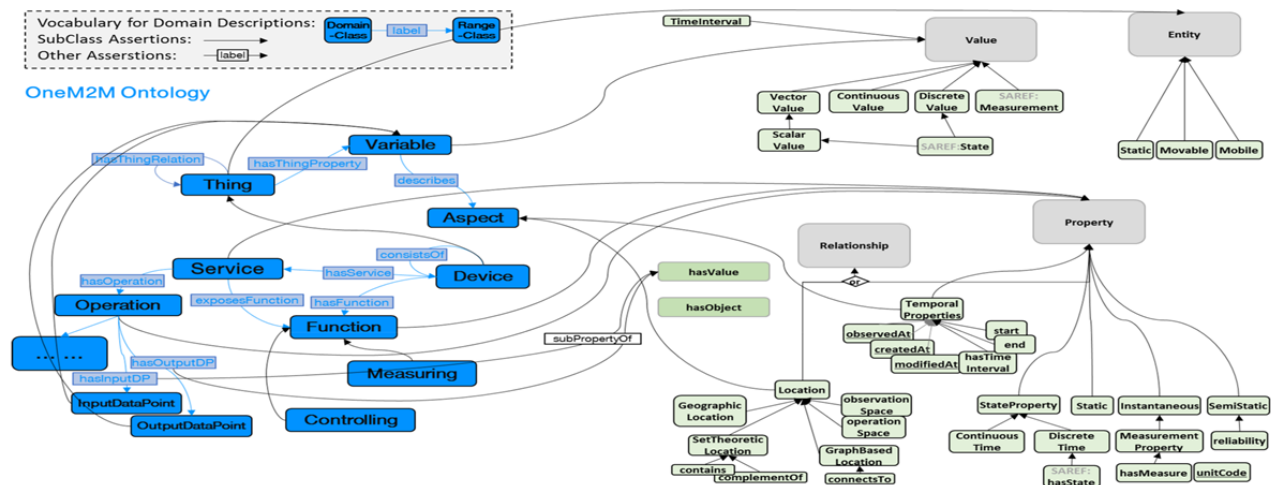 Vocabulary for Domain Descriptions:
Domain
-Class
label
Range
-Class
SubClass Assertions:
Other Asserstions:
label
OneM2M Ontology
TimeInterval
Value
Entity
Vector
Value
Continuous
Value
Discrete
Value
SAREF:
Measurement
Scalar
Value
SAREF:State
Static
Movable
Mobile
Variable
hasThingRelation
hasThingProperty
Thing
describes
Aspect
Property
Relationship
consistsOf
Service
hasService
Device
hasValue
or
hasOperation
exposesFunction
hasFunction
Operation
hasObject
Temporal
Properties
Function
observedAt
start
createdAt
end
subPropertyOf
modifiedAt
hasTime
Interval
... ...
hasOutputDP
Measuring
hasInputDP
InputDataPoint
Controlling
OutputDataPoint
Location
Geographic
Location
observation
Space
operation
Space
SetTheoretic
Location
GraphBased
Location
contains
complementOf
connectsTo
StateProperty
Static
Instantaneous
SemiStatic
Continuous
Time
Discrete
Time
Measurement
Property
reliability
SAREF:
hasState
hasMeasure
unitCode